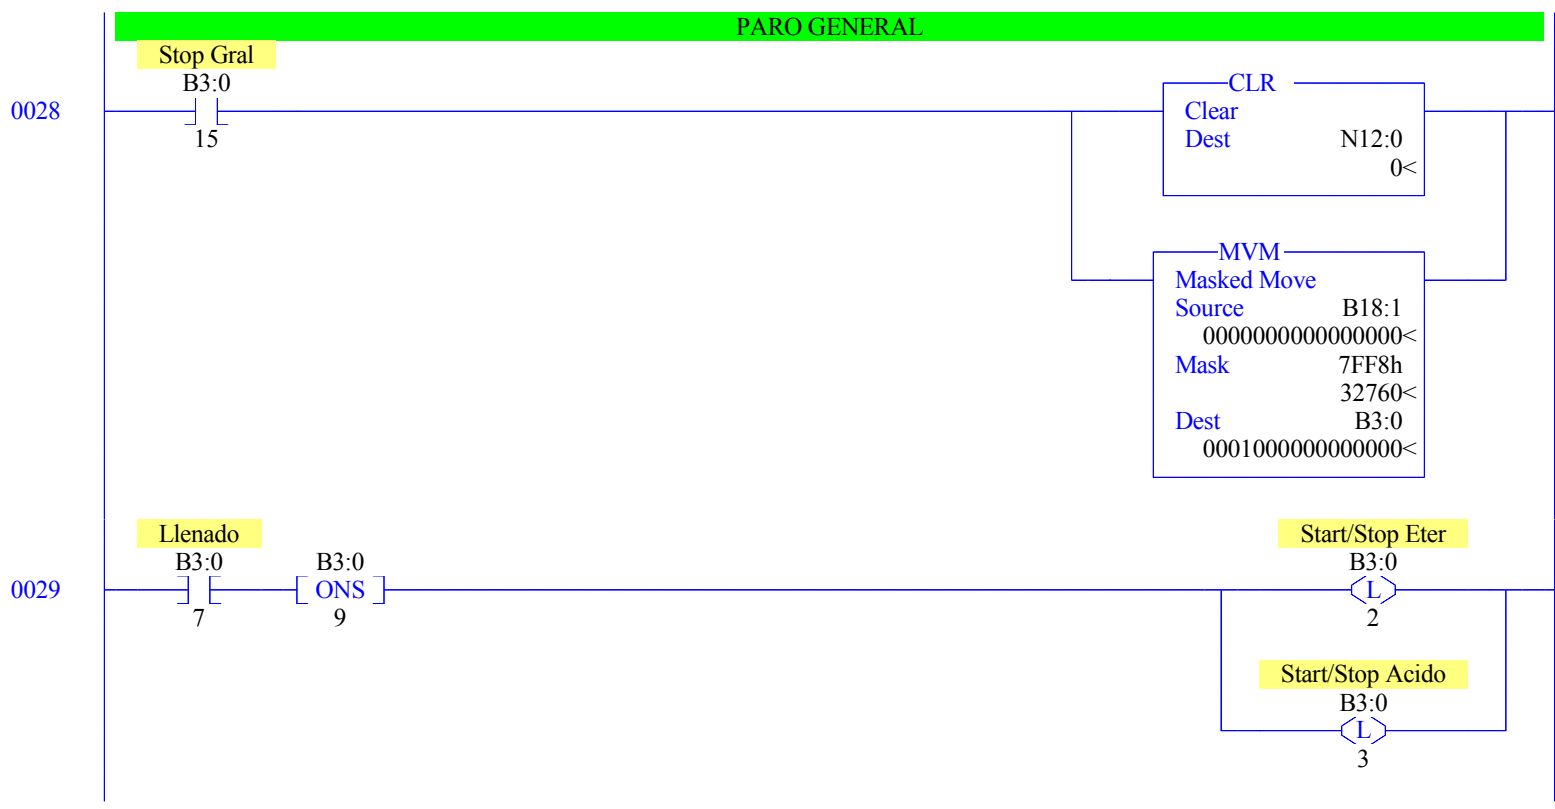 PARO GENERAL
Stop Gral
B3:0
0028
15
CLR
Clear
Dest N12:0
0<
MVM
Masked Move
Source B18:1
0000000000000000<
Mask 7FF8h
32760<
Dest B3:0
0001000000000000<
Llenado
B3:0
7
B3:0
ONS
9
0029
Start/Stop Eter
B3:0
L
2
Start/Stop Acido
B3:0
L
3